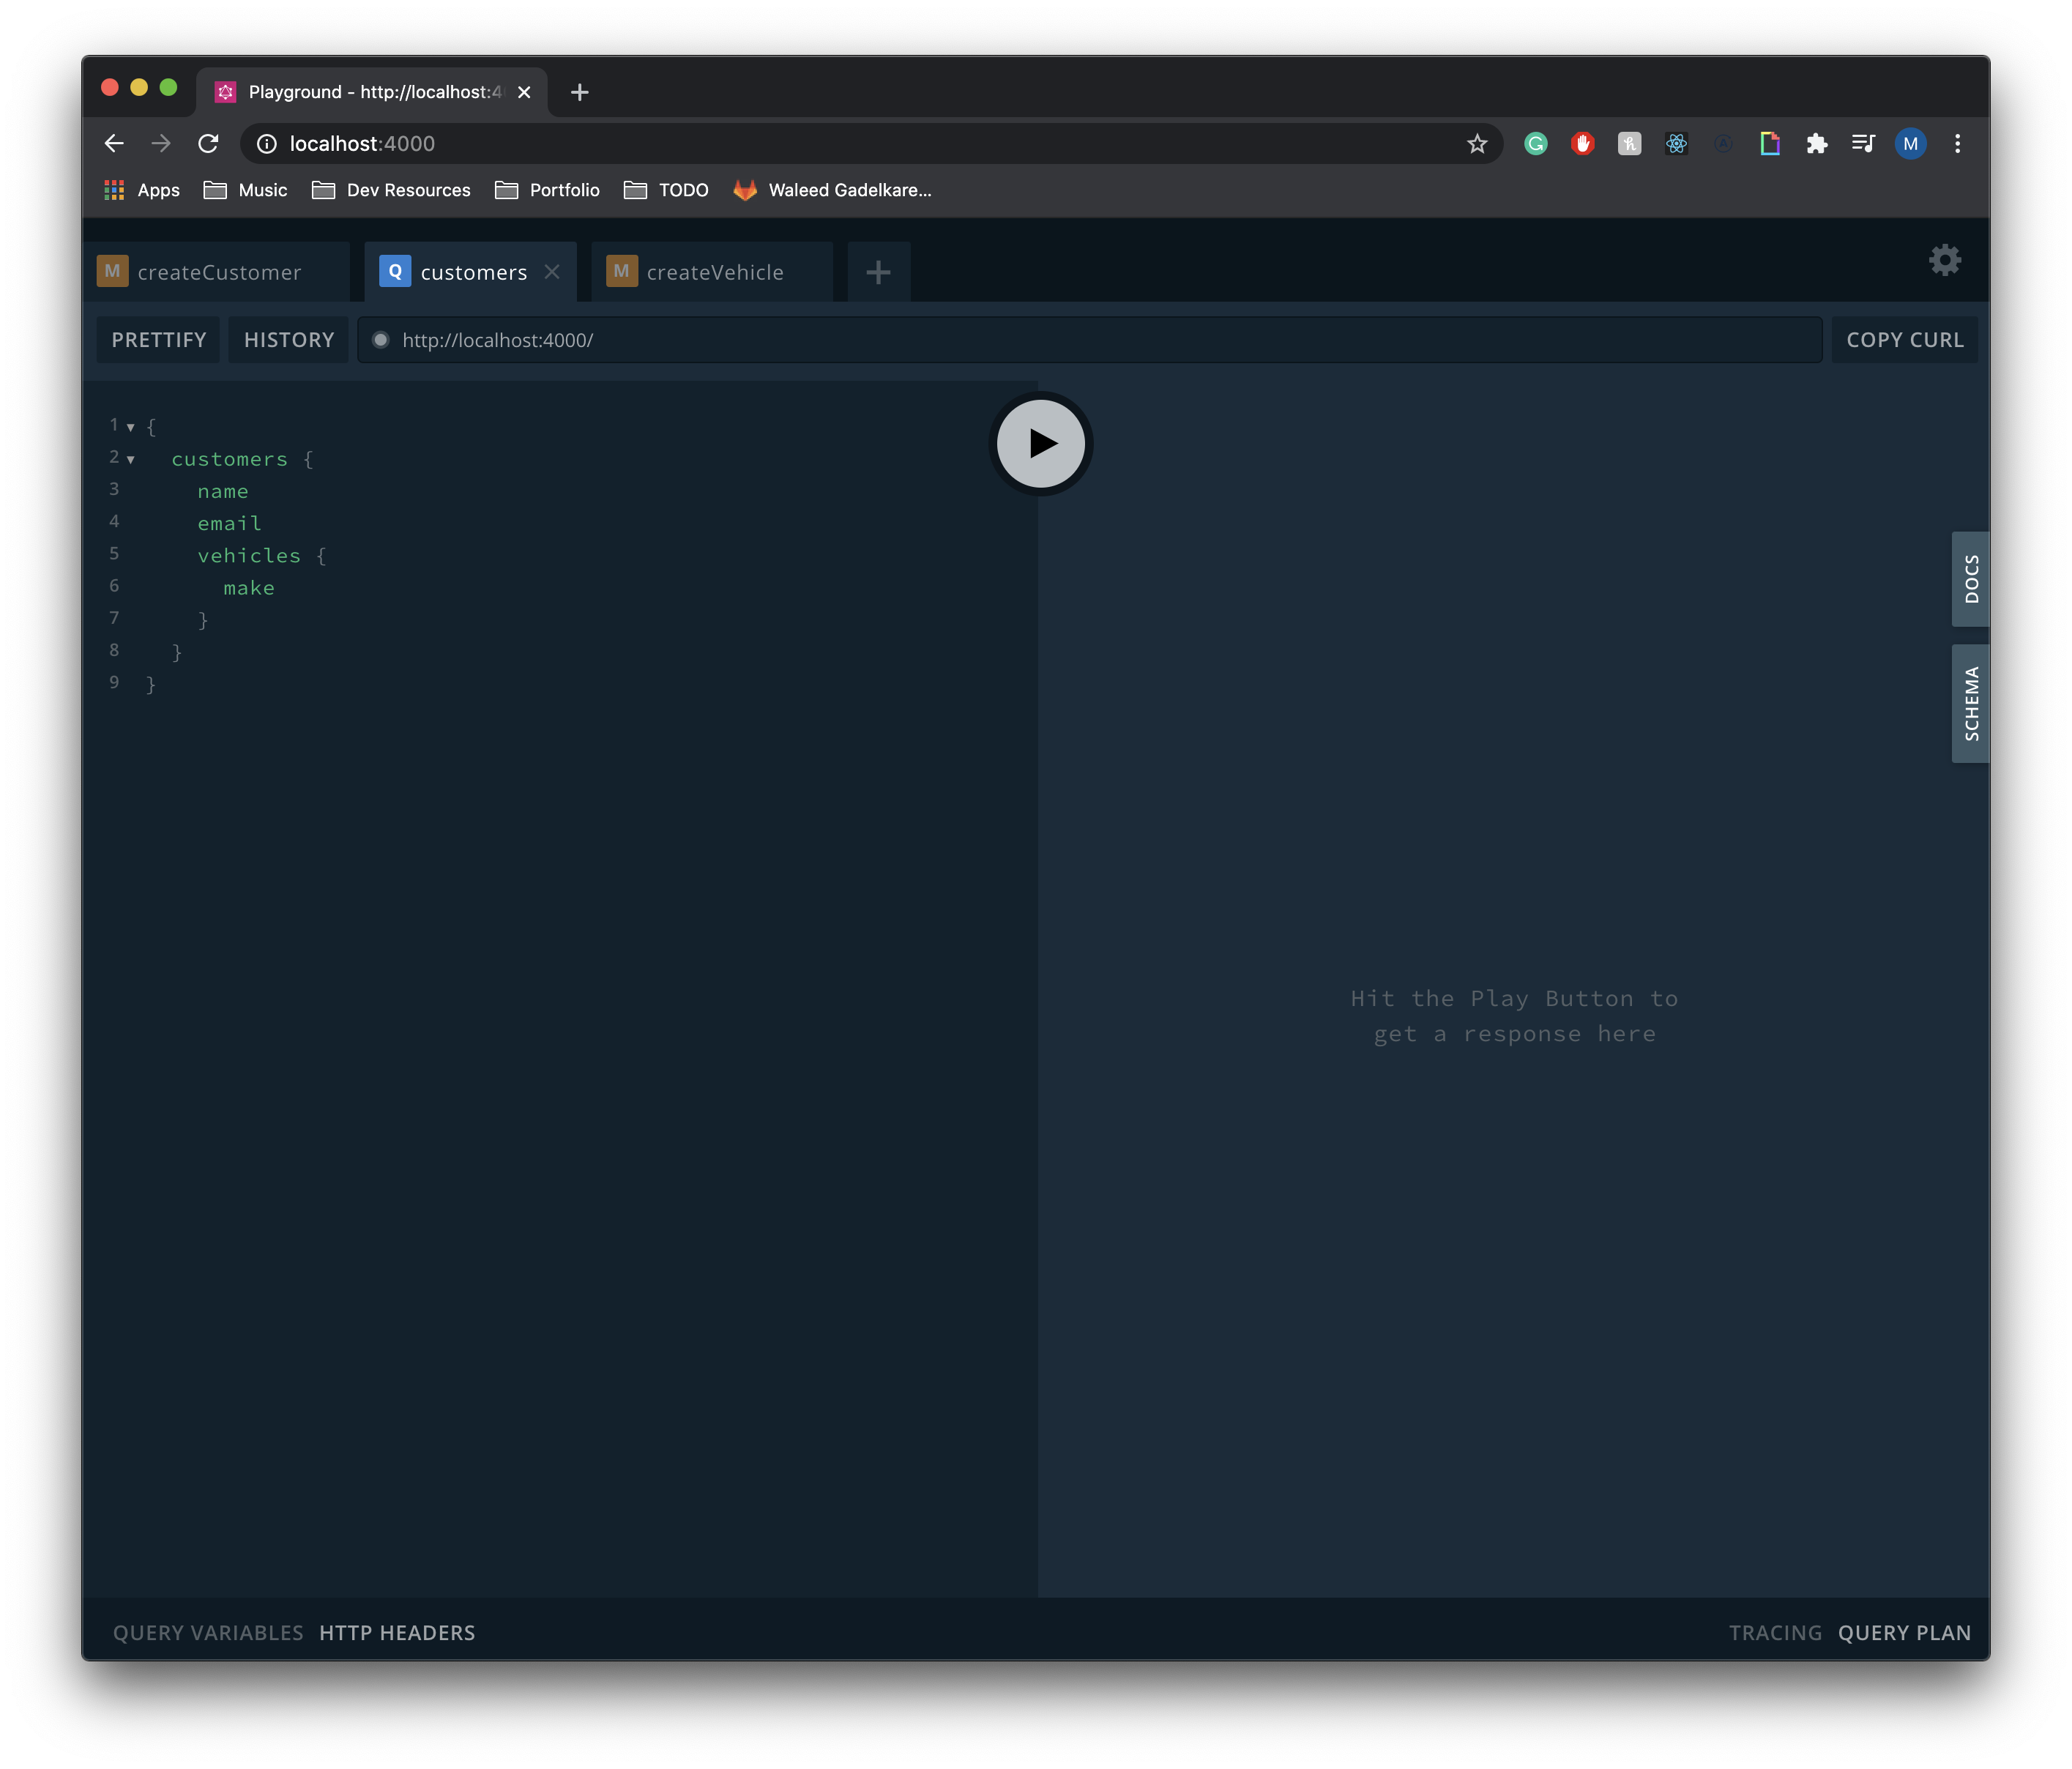 Playground - http://localhost:4
localhost:4000
M
Apps Music Dev Resources Portfolio TODO Waleed Gadelkare...
M createCustomer Q customers M createVehicle
PRETTIFY HISTORY http://localhost:4000/ COPY CURL
1 {
2 customers {
3 name
4 email
5 vehicles {
6 make
7 }
8 }
9 }
DOCS
SCHEMA
Hit the Play Button to
get a response here
QUERY VARIABLES HTTP HEADERS TRACING QUERY PLAN